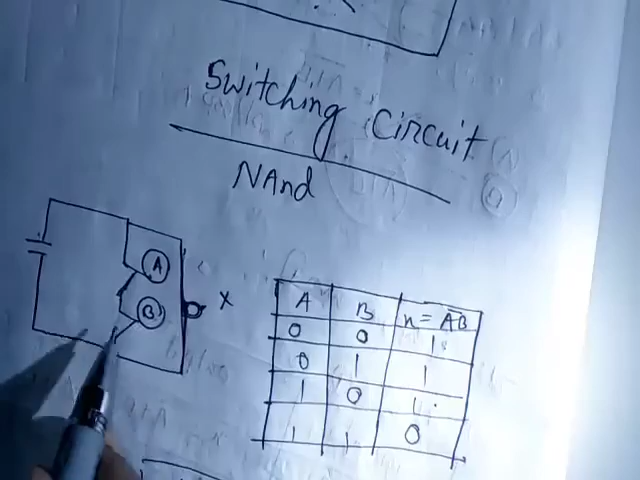 Switching Circuit
NAnd
A
B
x
A B n = AB
0 0 1
0 1 1
1 0 1
1 1 0